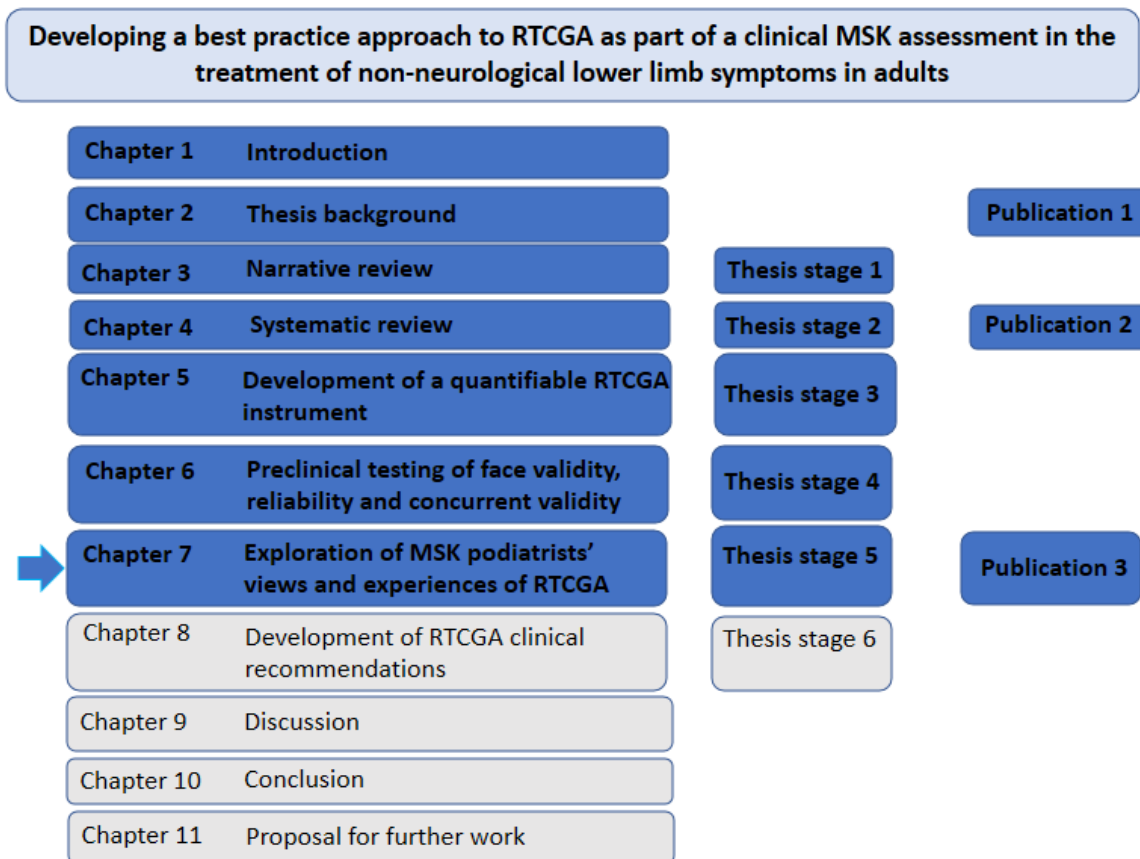 Developing a best practice approach to RTCGA as part of a clinical MSK assessment in the
treatment of non-neurological lower limb symptoms in adults
Chapter 1 Introduction
Chapter 2 Thesis background Publication 1
Chapter 3 Narrative review Thesis stage 1
Chapter 4 Systematic review Thesis stage 2 Publication 2
Chapter 5 Development of a quantifiable RTCGA
instrument
Thesis stage 3
Chapter 6 Preclinical testing of face validity,
reliability and concurrent validity
Thesis stage 4
Chapter 7 Exploration of MSK podiatrists’
views and experiences of RTCGA
Thesis stage 5
Publication 3
Chapter 8 Development of RTCGA clinical
recommendations
Thesis stage 6
Chapter 9 Discussion
Chapter 10 Conclusion
Chapter 11 Proposal for further work